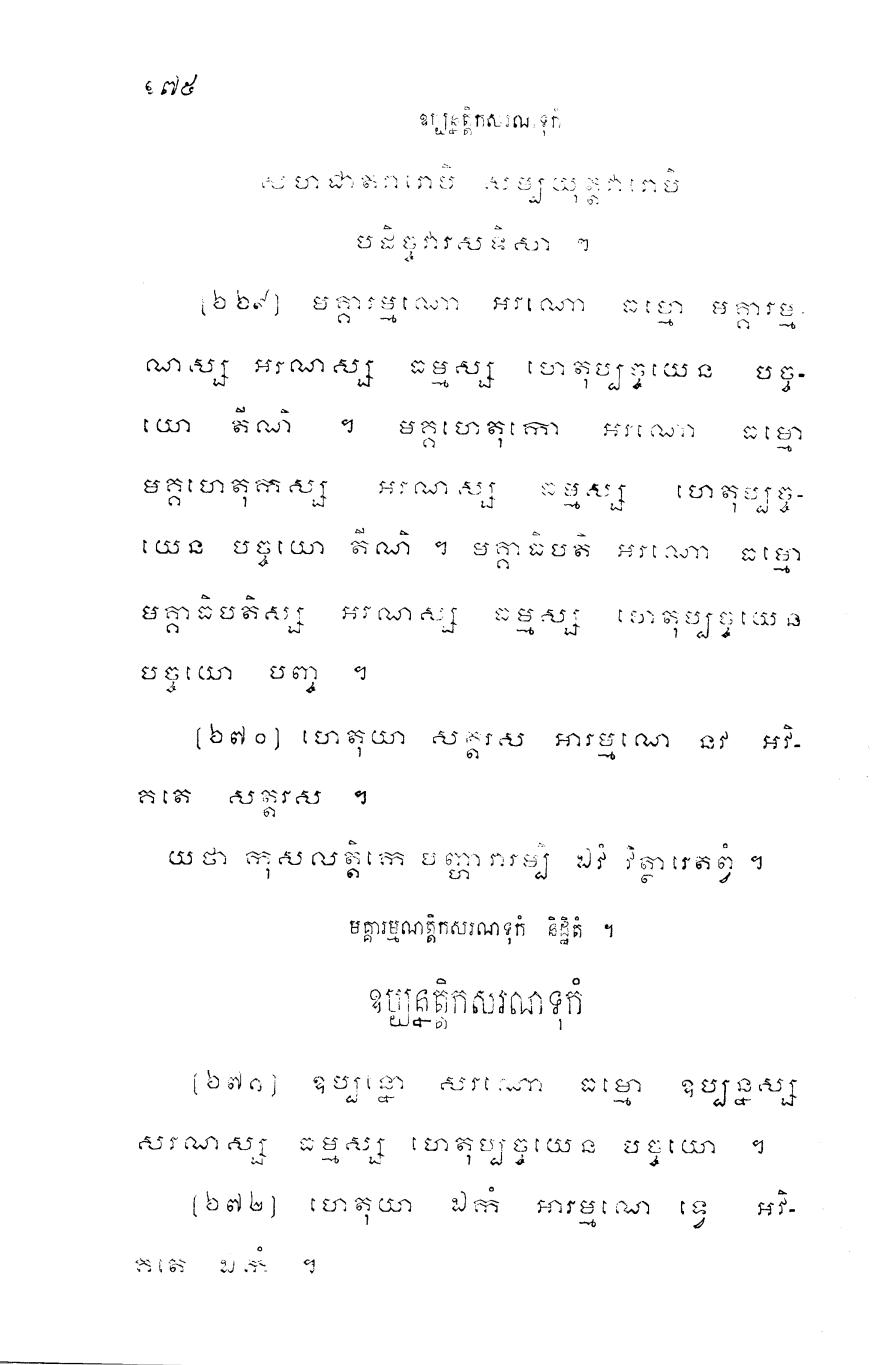 ១៧៥
ឧប្បន្នត្តិកសរណទុកំ
សហជាតវារោបិ សម្បយុត្តវារោបិ
បដិច្ចវារសទិសា ។
[៦៦៩] មគ្គារម្មណោ អរណោ ធម្មោ មគ្គារម្ម-
ណស្ស អរណស្ស ធម្មស្ស ហេតុប្បច្ចយេន បច្ច-
យោ តីណិ ។ មគ្គហេតុកោ អរណោ ធម្មោ
មគ្គហេតុកស្ស អរណស្ស ធម្មស្ស ហេតុប្បច្ច-
យេន បច្ចយោ តីណិ ។ មគ្គាធិបតិ អរណោ ធម្មោ
មគ្គាធិបតិស្ស អរណស្ស ធម្មស្ស ហេតុប្បច្ចយេន
បច្ចយោ បញ្ច ។
[៦៧០] ហេតុយា សត្តរស អារម្មណេ នវ អវិ-
គតេ សត្តរស ។
យថា កុសលត្តិកេ បញ្ហាវារម្បិ ឯវំ វិត្ថារេតព្វំ ។
មគ្គារម្មណត្តិកសរណទុកំ និដ្ឋិតំ ។
ឧប្បន្នត្តិកសរណទុកំ
[៦៧១] ឧប្បន្នោ សរណោ ធម្មោ ឧប្បន្នស្ស
សរណស្ស ធម្មស្ស ហេតុប្បច្ចយេន បច្ចយោ ។
[៦៧២] ហេតុយា ឯកំ អារម្មណេ ទ្វេ អវិ-
គតេ ឯកំ ។